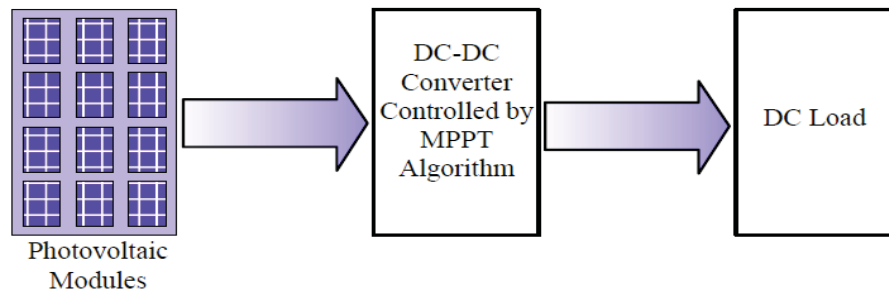 Photovoltaic
Modules
DC-DC
Converter
Controlled by
MPPT
Algorithm
DC Load